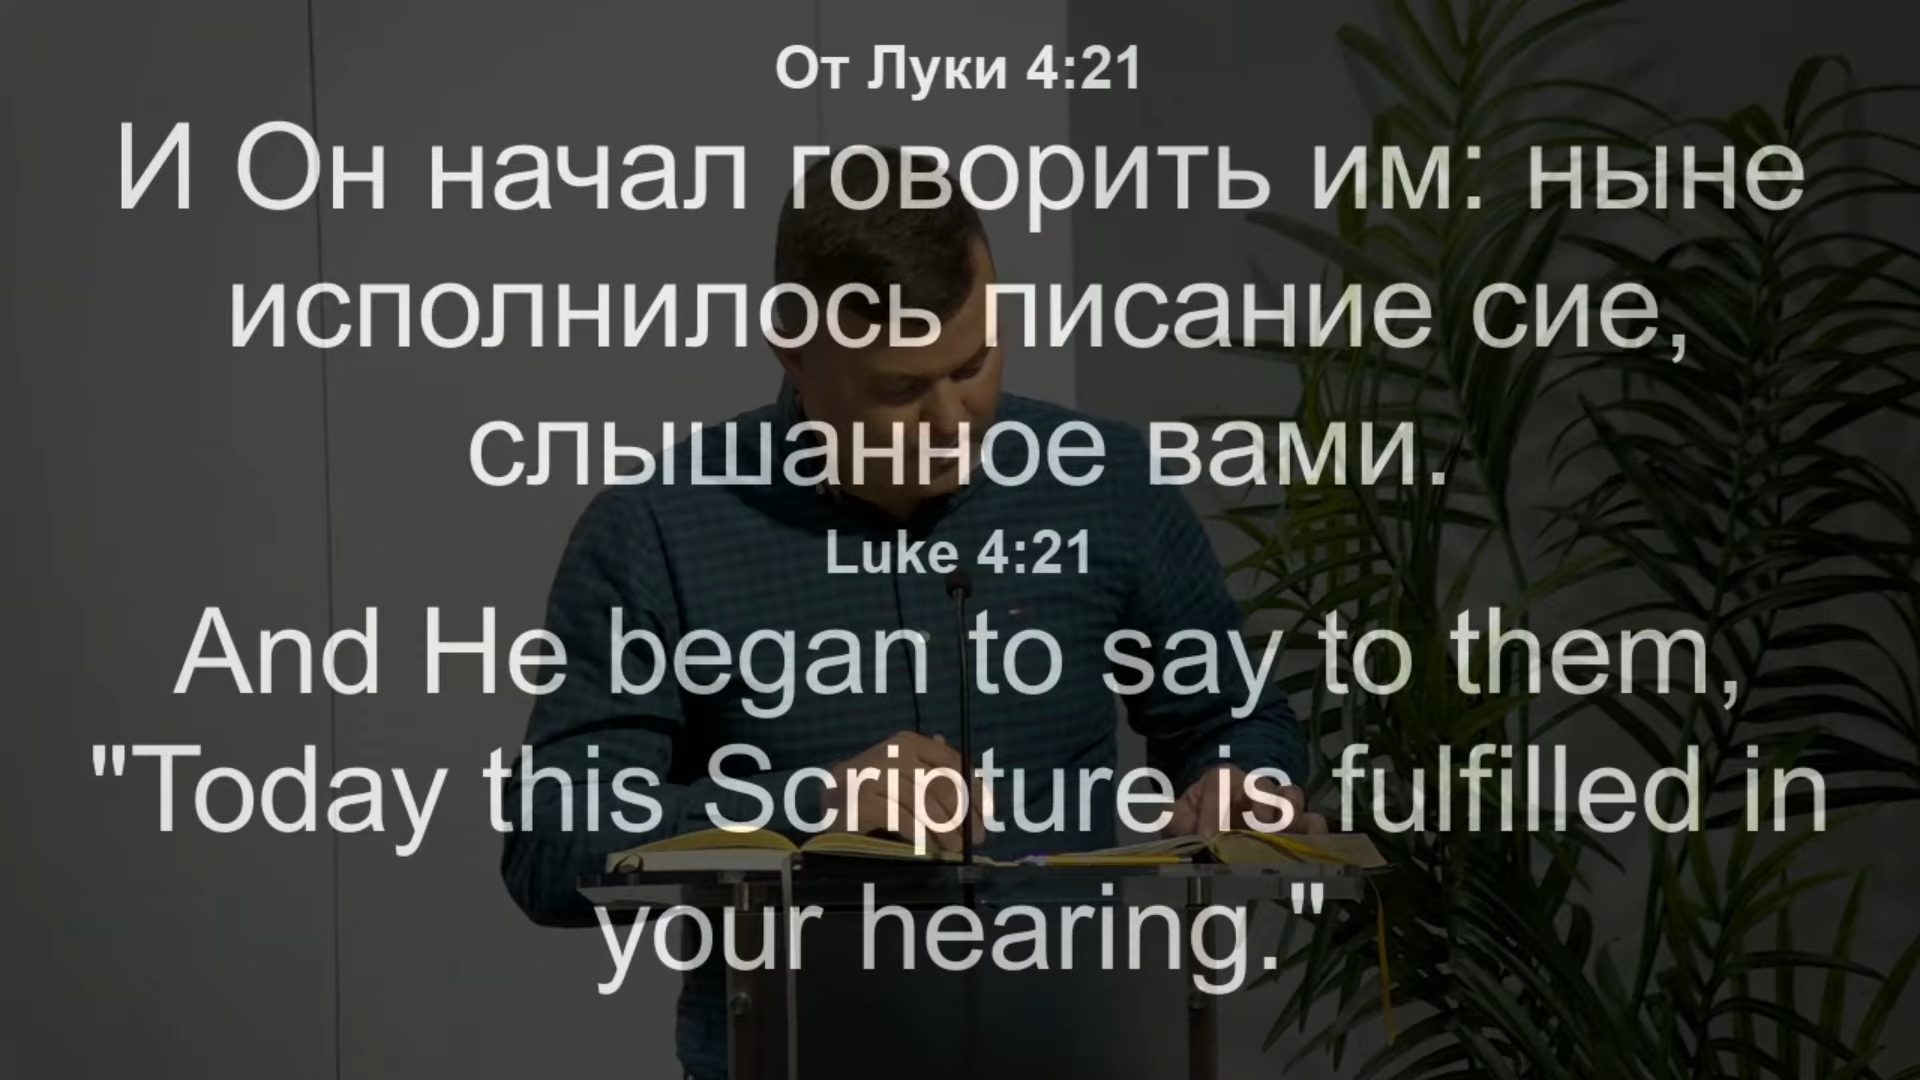 От Луки 4:21
И Он начал говорить им: ныне
исполнилось писание сие,
слышанное вами.
Luke 4:21
And He began to say to them,
"Today this Scripture is fulfilled in
your hearing."